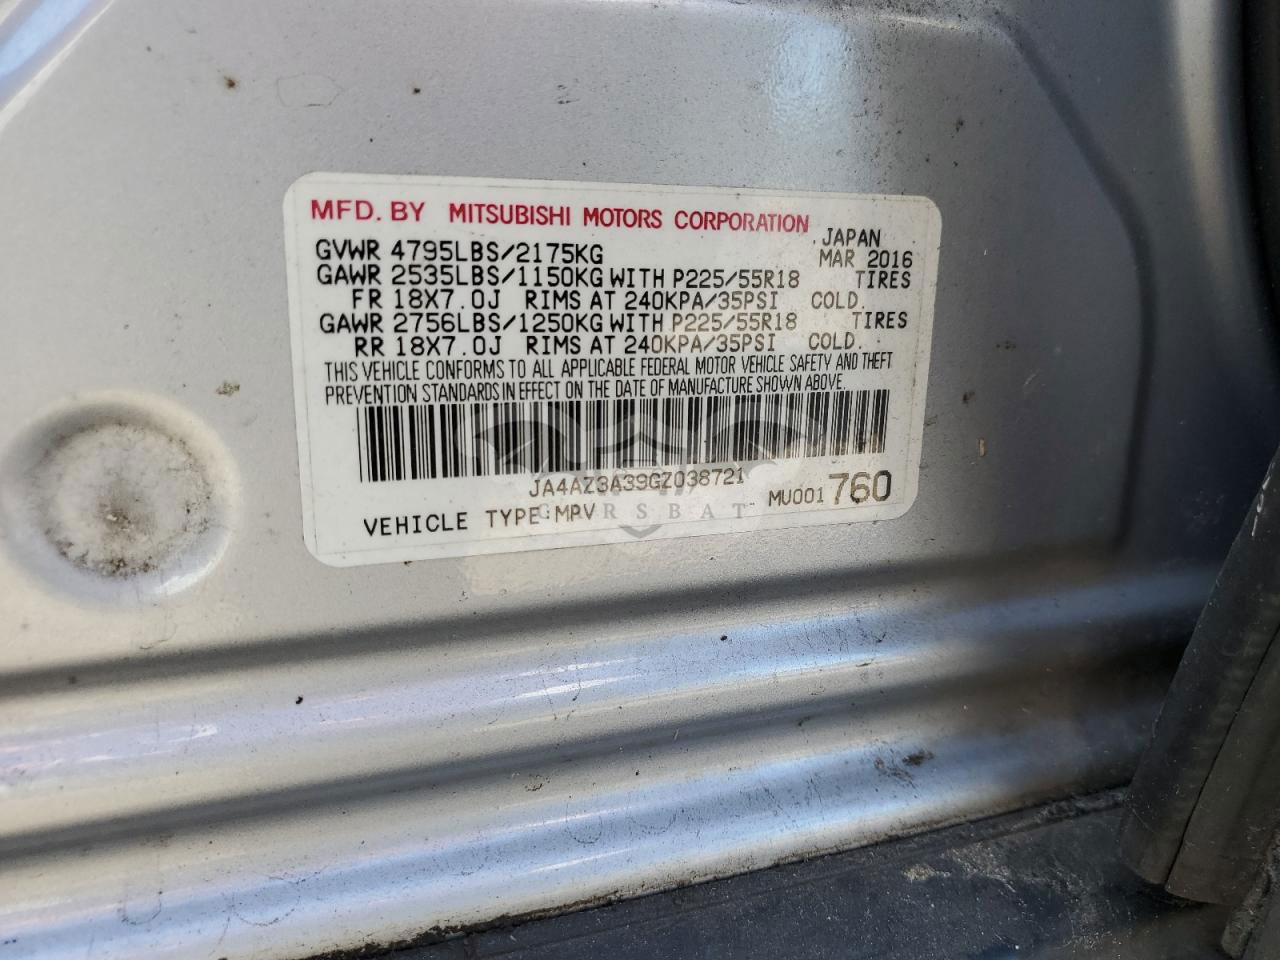 MFD. BY MITSUBISHI MOTORS CORPORATION
JAPAN
GVWR 4795LBS/2175KG MAR 2016
GAWR 2535LBS/1150KG WITH P225/55R18 TIRES
FR 18X7.0J RIMS AT 240KPA/35PSI COLD.
GAWR 2756LBS/1250KG WITH P225/55R18 TIRES
RR 18X7.0J RIMS AT 240KPA/35PSI COLD.
THIS VEHICLE CONFORMS TO ALL APPLICABLE FEDERAL MOTOR VEHICLE SAFETY AND THEFT
PREVENTION STANDARDS IN EFFECT ON THE DATE OF MANUFACTURE SHOWN ABOVE.
JA4AZ3A39GZ038721
VEHICLE TYPE:MPV MU001760
CARSBAT